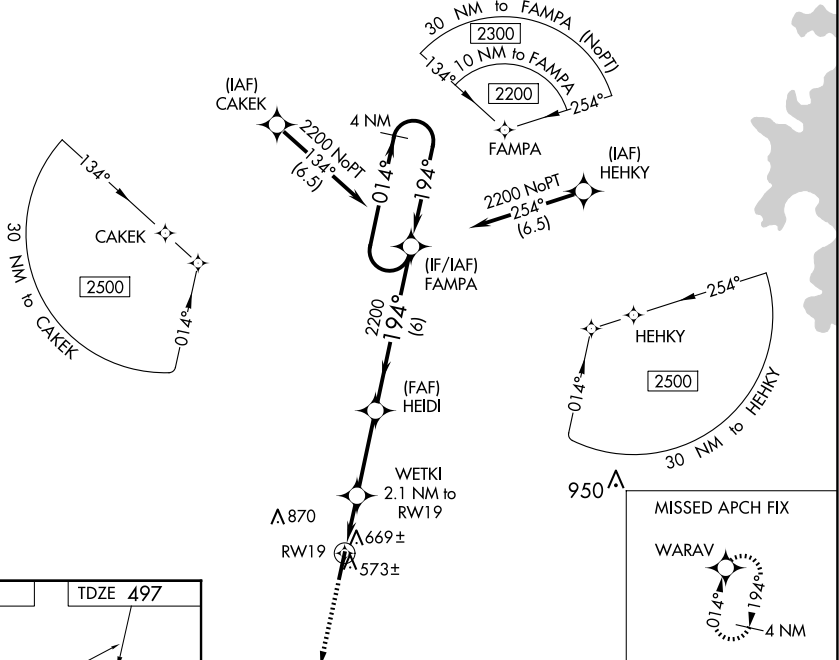 30 NM to FAMPA (NoPT)
2300
10 NM to FAMPA
134°
2200
254°
FAMPA
(IAF)
CAKEK
2200 NoPT
134°
(6.5)
4 NM
014°
194°
(IAF)
HEHKY
2200 NoPT
254°
(6.5)
134°
CAKEK
2500
014°
30 NM to CAKEK
(IF/IAF)
FAMPA
2200
194°
(6)
254°
HEHKY
2500
014°
30 NM to HEHKY
(FAF)
HEIDI
WETKI
2.1 NM to
RW19
950
870
669±
RW19
573±
MISSED APCH FIX
WARAV
014°
194°
4 NM
TDZE 497